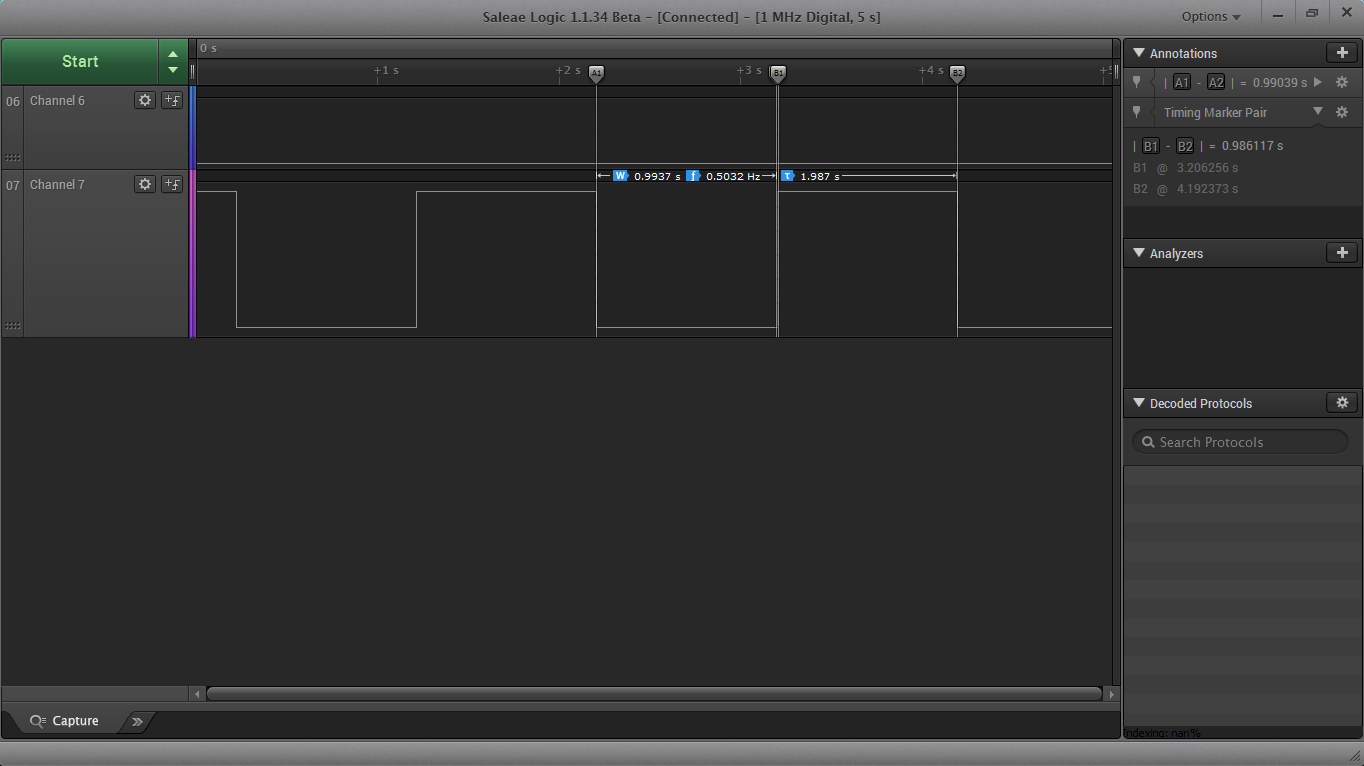 Saleae Logic 1.1.34 Beta - [Connected] - [1 MHz Digital, 5 s]
Options
Start
0 s
+1 s
+2 s
A1
+3 s
B1
+4 s
B2
+5
06
Channel 6
07
Channel 7
W 0.9937 s f 0.5032 Hz
τ 1.987 s
Annotations
| A1 - A2 | = 0.99039 s
Timing Marker Pair
| B1 - B2 | = 0.986117 s
B1 @ 3.206256 s
B2 @ 4.192373 s
Analyzers
Decoded Protocols
Search Protocols
Capture
Indexing: nan%